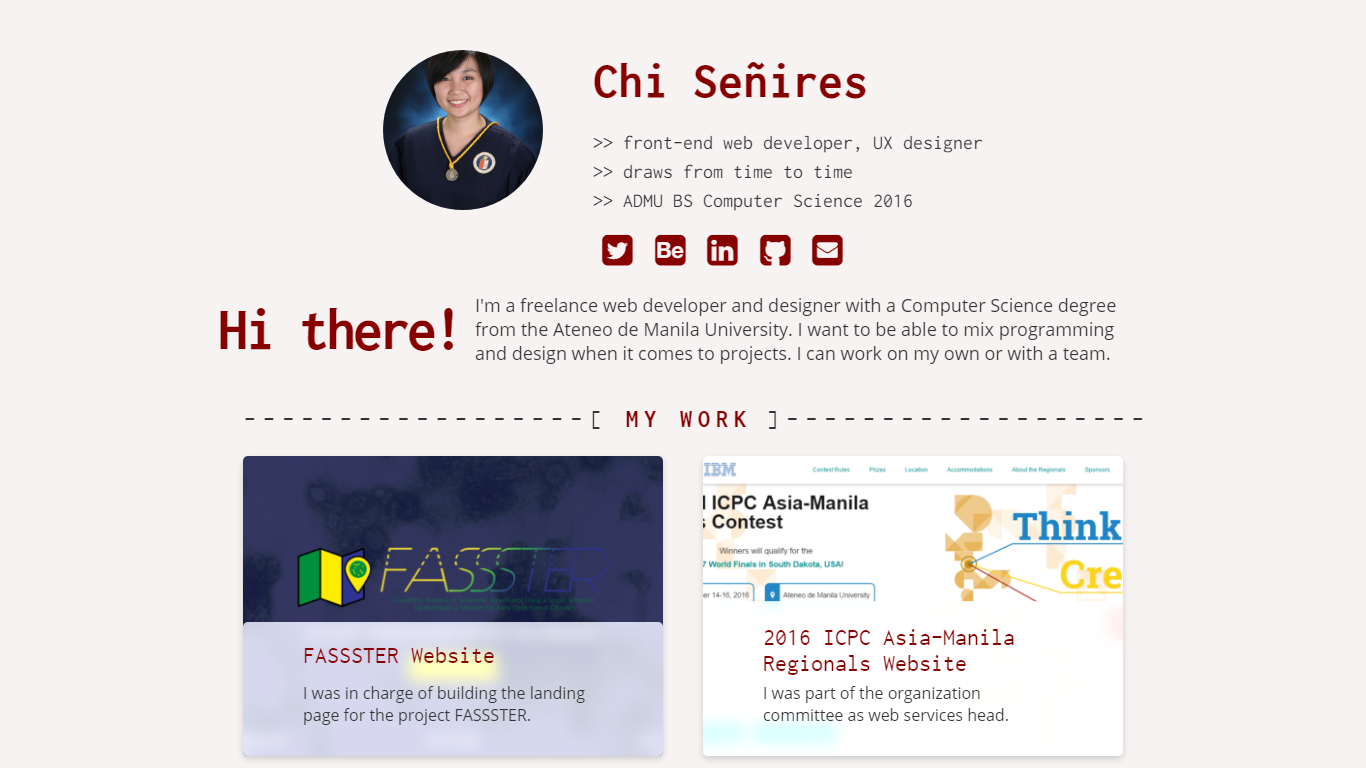 Chi Señires
>> front-end web developer, UX designer
>> draws from time to time
>> ADMU BS Computer Science 2016
Be in
Hi there!
I'm a freelance web developer and designer with a Computer Science degree
from the Ateneo de Manila University. I want to be able to mix programming
and design when it comes to projects. I can work on my own or with a team.
------------------[ MY WORK ]-------------------
FASSSTER
FASSSTER Website
I was in charge of building the landing
page for the project FASSSTER.
IBM
Contest Rules Prizes Location Accommodations About the Regionals Sponsors
ICPC Asia-Manila
s Contest
Think
Winners will qualify for the
7 World Finals in South Dakota, USA!
Cre
er 14-16, 2016
Ateneo de Manila University
2016 ICPC Asia-Manila
Regionals Website
I was part of the organization
committee as web services head.